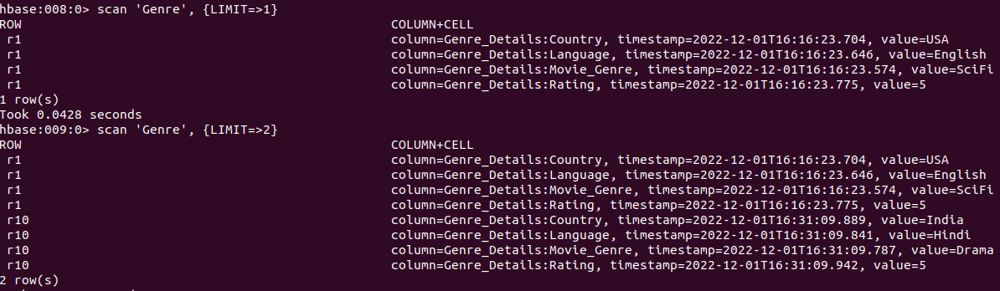 hbase:008:0> scan 'Genre', {LIMIT=>1}
ROW COLUMN+CELL
r1 column=Genre_Details:Country, timestamp=2022-12-01T16:16:23.704, value=USA
r1 column=Genre_Details:Language, timestamp=2022-12-01T16:16:23.646, value=English
r1 column=Genre_Details:Movie_Genre, timestamp=2022-12-01T16:16:23.574, value=SciFi
r1 column=Genre_Details:Rating, timestamp=2022-12-01T16:16:23.775, value=5
1 row(s)
Took 0.0428 seconds
hbase:009:0> scan 'Genre', {LIMIT=>2}
ROW COLUMN+CELL
r1 column=Genre_Details:Country, timestamp=2022-12-01T16:16:23.704, value=USA
r1 column=Genre_Details:Language, timestamp=2022-12-01T16:16:23.646, value=English
r1 column=Genre_Details:Movie_Genre, timestamp=2022-12-01T16:16:23.574, value=SciFi
r1 column=Genre_Details:Rating, timestamp=2022-12-01T16:16:23.775, value=5
r10 column=Genre_Details:Country, timestamp=2022-12-01T16:31:09.889, value=India
r10 column=Genre_Details:Language, timestamp=2022-12-01T16:31:09.841, value=Hindi
r10 column=Genre_Details:Movie_Genre, timestamp=2022-12-01T16:31:09.787, value=Drama
r10 column=Genre_Details:Rating, timestamp=2022-12-01T16:31:09.942, value=5
2 row(s)